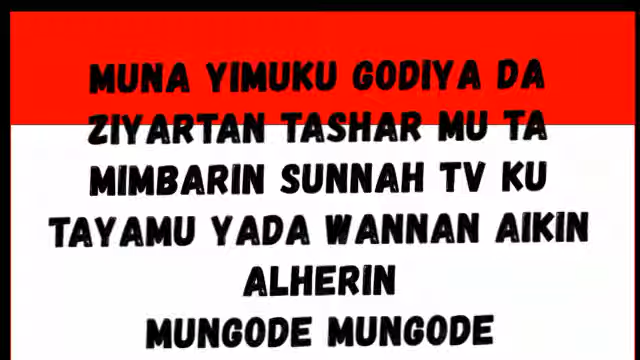 MUNA YIMUKU GODIYA DA
ZIYARTAN TASHAR MU TA
MIMBARIN SUNNAH TV KU
TAYAMU YADA WANNAN AIKIN
ALHERIN
MUNGODE MUNGODE